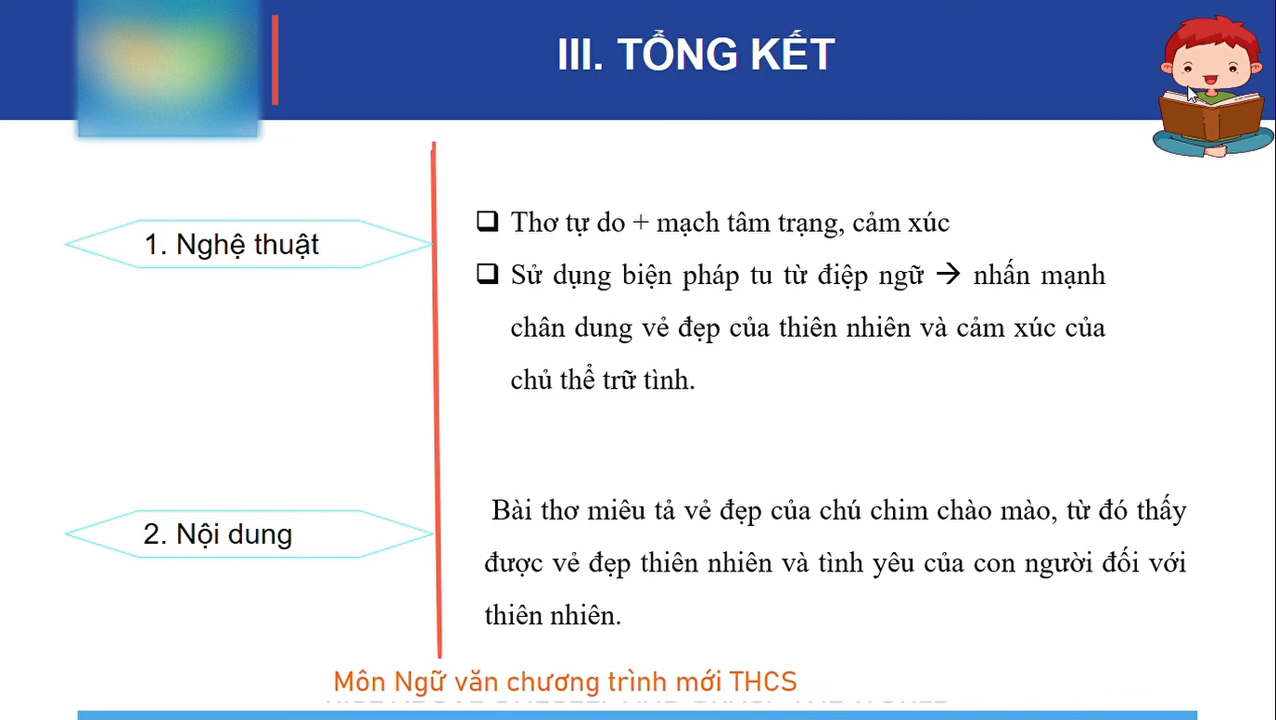 III. TỔNG KẾT
1. Nghệ thuật
Thơ tự do + mạch tâm trạng, cảm xúc
Sử dụng biện pháp tu từ điệp ngữ → nhấn mạnh
chân dung vẻ đẹp của thiên nhiên và cảm xúc của
chủ thể trữ tình.
2. Nội dung
Bài thơ miêu tả vẻ đẹp của chú chim chào mào, từ đó thấy
được vẻ đẹp thiên nhiên và tình yêu của con người đối với
thiên nhiên.
Môn Ngữ văn chương trình mới THCS